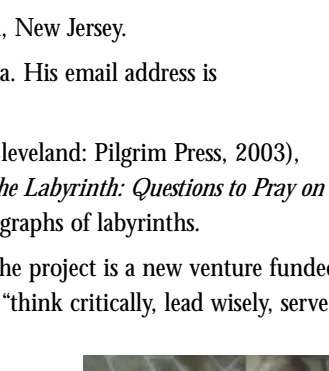 , New Jersey.
a. His email address is
leveland: Pilgrim Press, 2003),
he Labyrinth: Questions to Pray on
graphs of labyrinths.
he project is a new venture funded
“think critically, lead wisely, serve